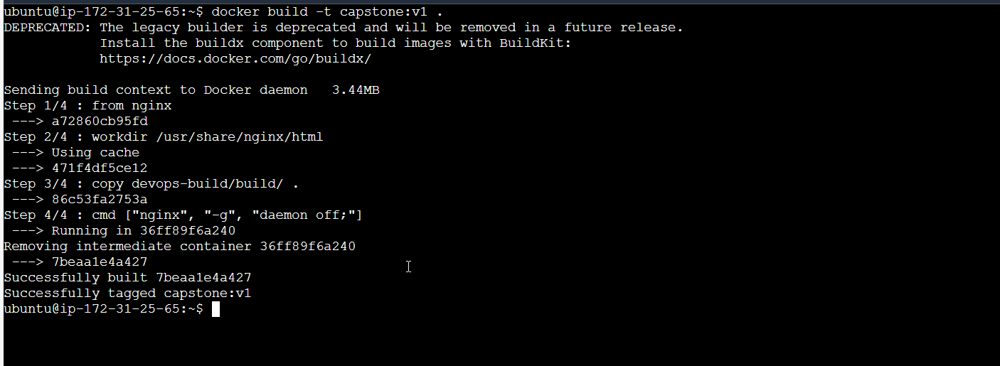 ubuntu@ip-172-31-25-65:~$ docker build -t capstone:v1 .
DEPRECATED: The legacy builder is deprecated and will be removed in a future release.
            Install the buildx component to build images with BuildKit:
            https://docs.docker.com/go/buildx/

Sending build context to Docker daemon   3.44MB
Step 1/4 : from nginx
 ---> a72860cb95fd
Step 2/4 : workdir /usr/share/nginx/html
 ---> Using cache
 ---> 471f4df5ce12
Step 3/4 : copy devops-build/build/ .
 ---> 86c53fa2753a
Step 4/4 : cmd ["nginx", "-g", "daemon off;"]
 ---> Running in 36ff89f6a240
Removing intermediate container 36ff89f6a240
 ---> 7beaa1e4a427
Successfully built 7beaa1e4a427
Successfully tagged capstone:v1
ubuntu@ip-172-31-25-65:~$